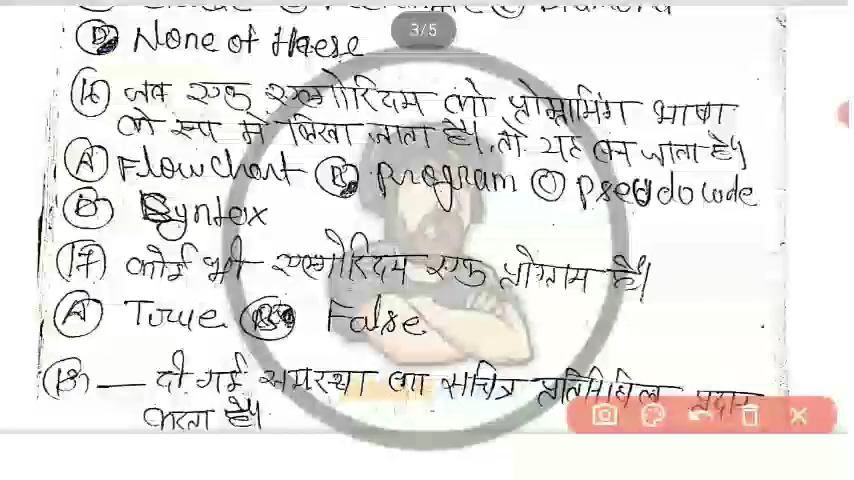 3/5
(D) None of these
(16) जब एक एल्गोरिदम को प्रोग्रामिंग भाषा
के रूप में लिखा जाता है। तो यह बन जाता है।
(A) Flowchart (B) Program (C) Pseudo code
(D) Syntex
(17) कोई भी एल्गोरिदम एक प्रोग्राम है।
(A) True (B) False
(18) — दी गई समस्या का सचित्र प्रतिनिधित्व प्रदान
करता है।